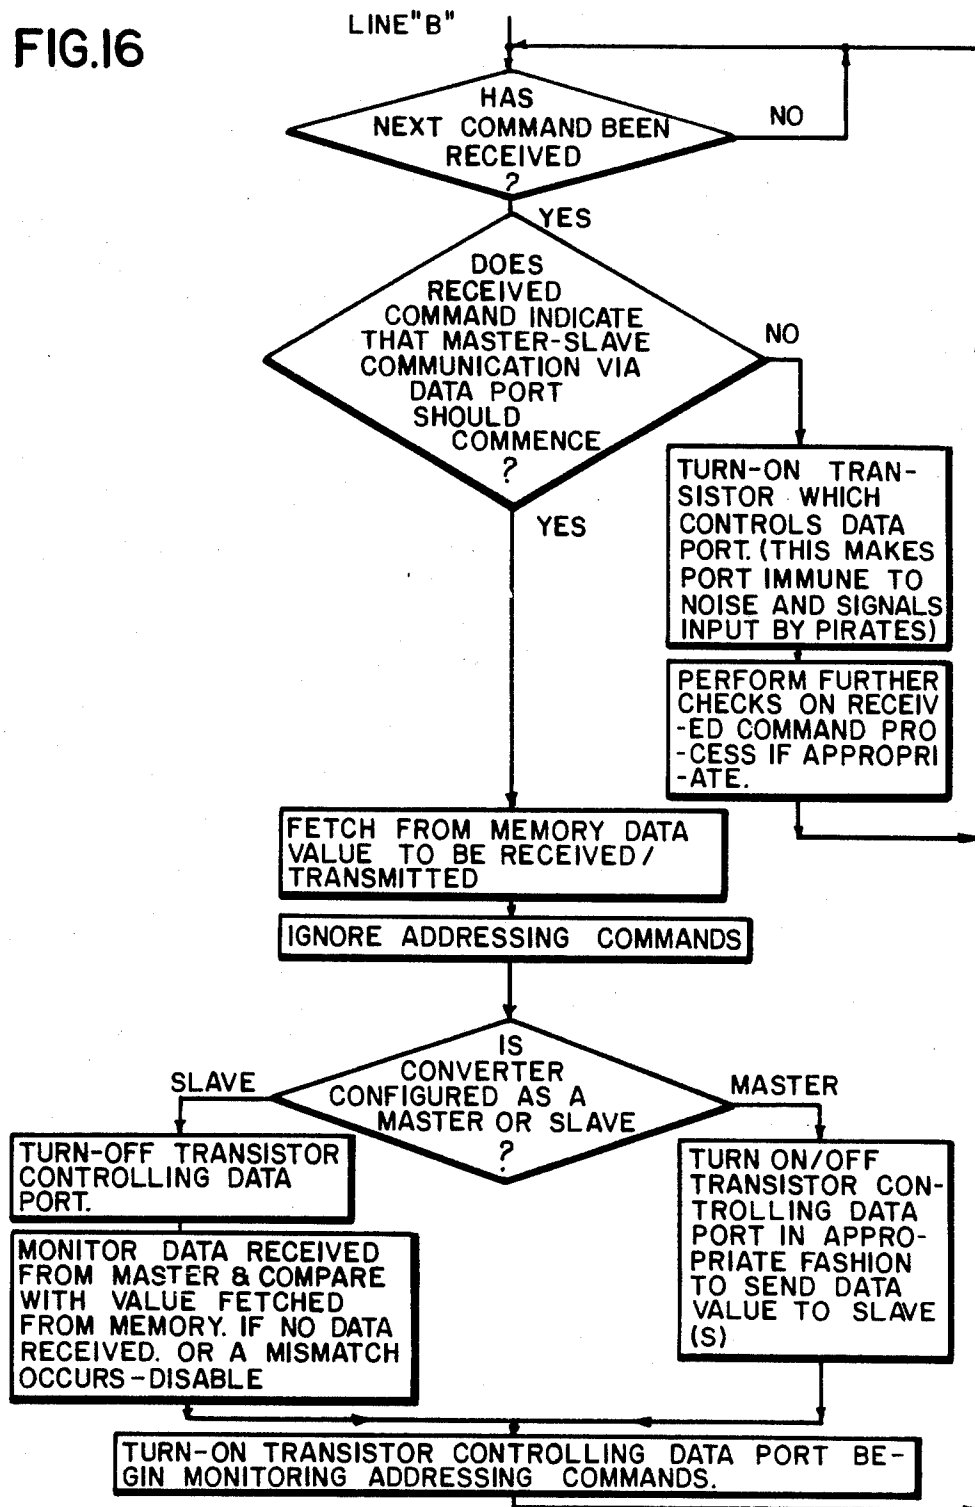 FIG.16
LINE"B"
HAS
NEXT COMMAND BEEN
RECEIVED
?
NO
YES
DOES
RECEIVED
COMMAND INDICATE
THAT MASTER-SLAVE
COMMUNICATION VIA
DATA PORT
SHOULD
COMMENCE
?
NO
YES
TURN-ON TRAN-
SISTOR WHICH
CONTROLS DATA
PORT. (THIS MAKES
PORT IMMUNE TO
NOISE AND SIGNALS
INPUT BY PIRATES)
PERFORM FURTHER
CHECKS ON RECEIV
-ED COMMAND PRO
-CESS IF APPROPRI
-ATE.
FETCH FROM MEMORY DATA
VALUE TO BE RECEIVED/
TRANSMITTED
IGNORE ADDRESSING COMMANDS
IS
CONVERTER
CONFIGURED AS A
MASTER OR SLAVE
?
SLAVE
MASTER
TURN-OFF TRANSISTOR
CONTROLLING DATA
PORT.
MONITOR DATA RECEIVED
FROM MASTER & COMPARE
WITH VALUE FETCHED
FROM MEMORY. IF NO DATA
RECEIVED. OR A MISMATCH
OCCURS-DISABLE
TURN ON/OFF
TRANSISTOR CON-
TROLLING DATA
PORT IN APPRO-
PRIATE FASHION
TO SEND DATA
VALUE TO SLAVE
(S)
TURN-ON TRANSISTOR CONTROLLING DATA PORT BE-
GIN MONITORING ADDRESSING COMMANDS.